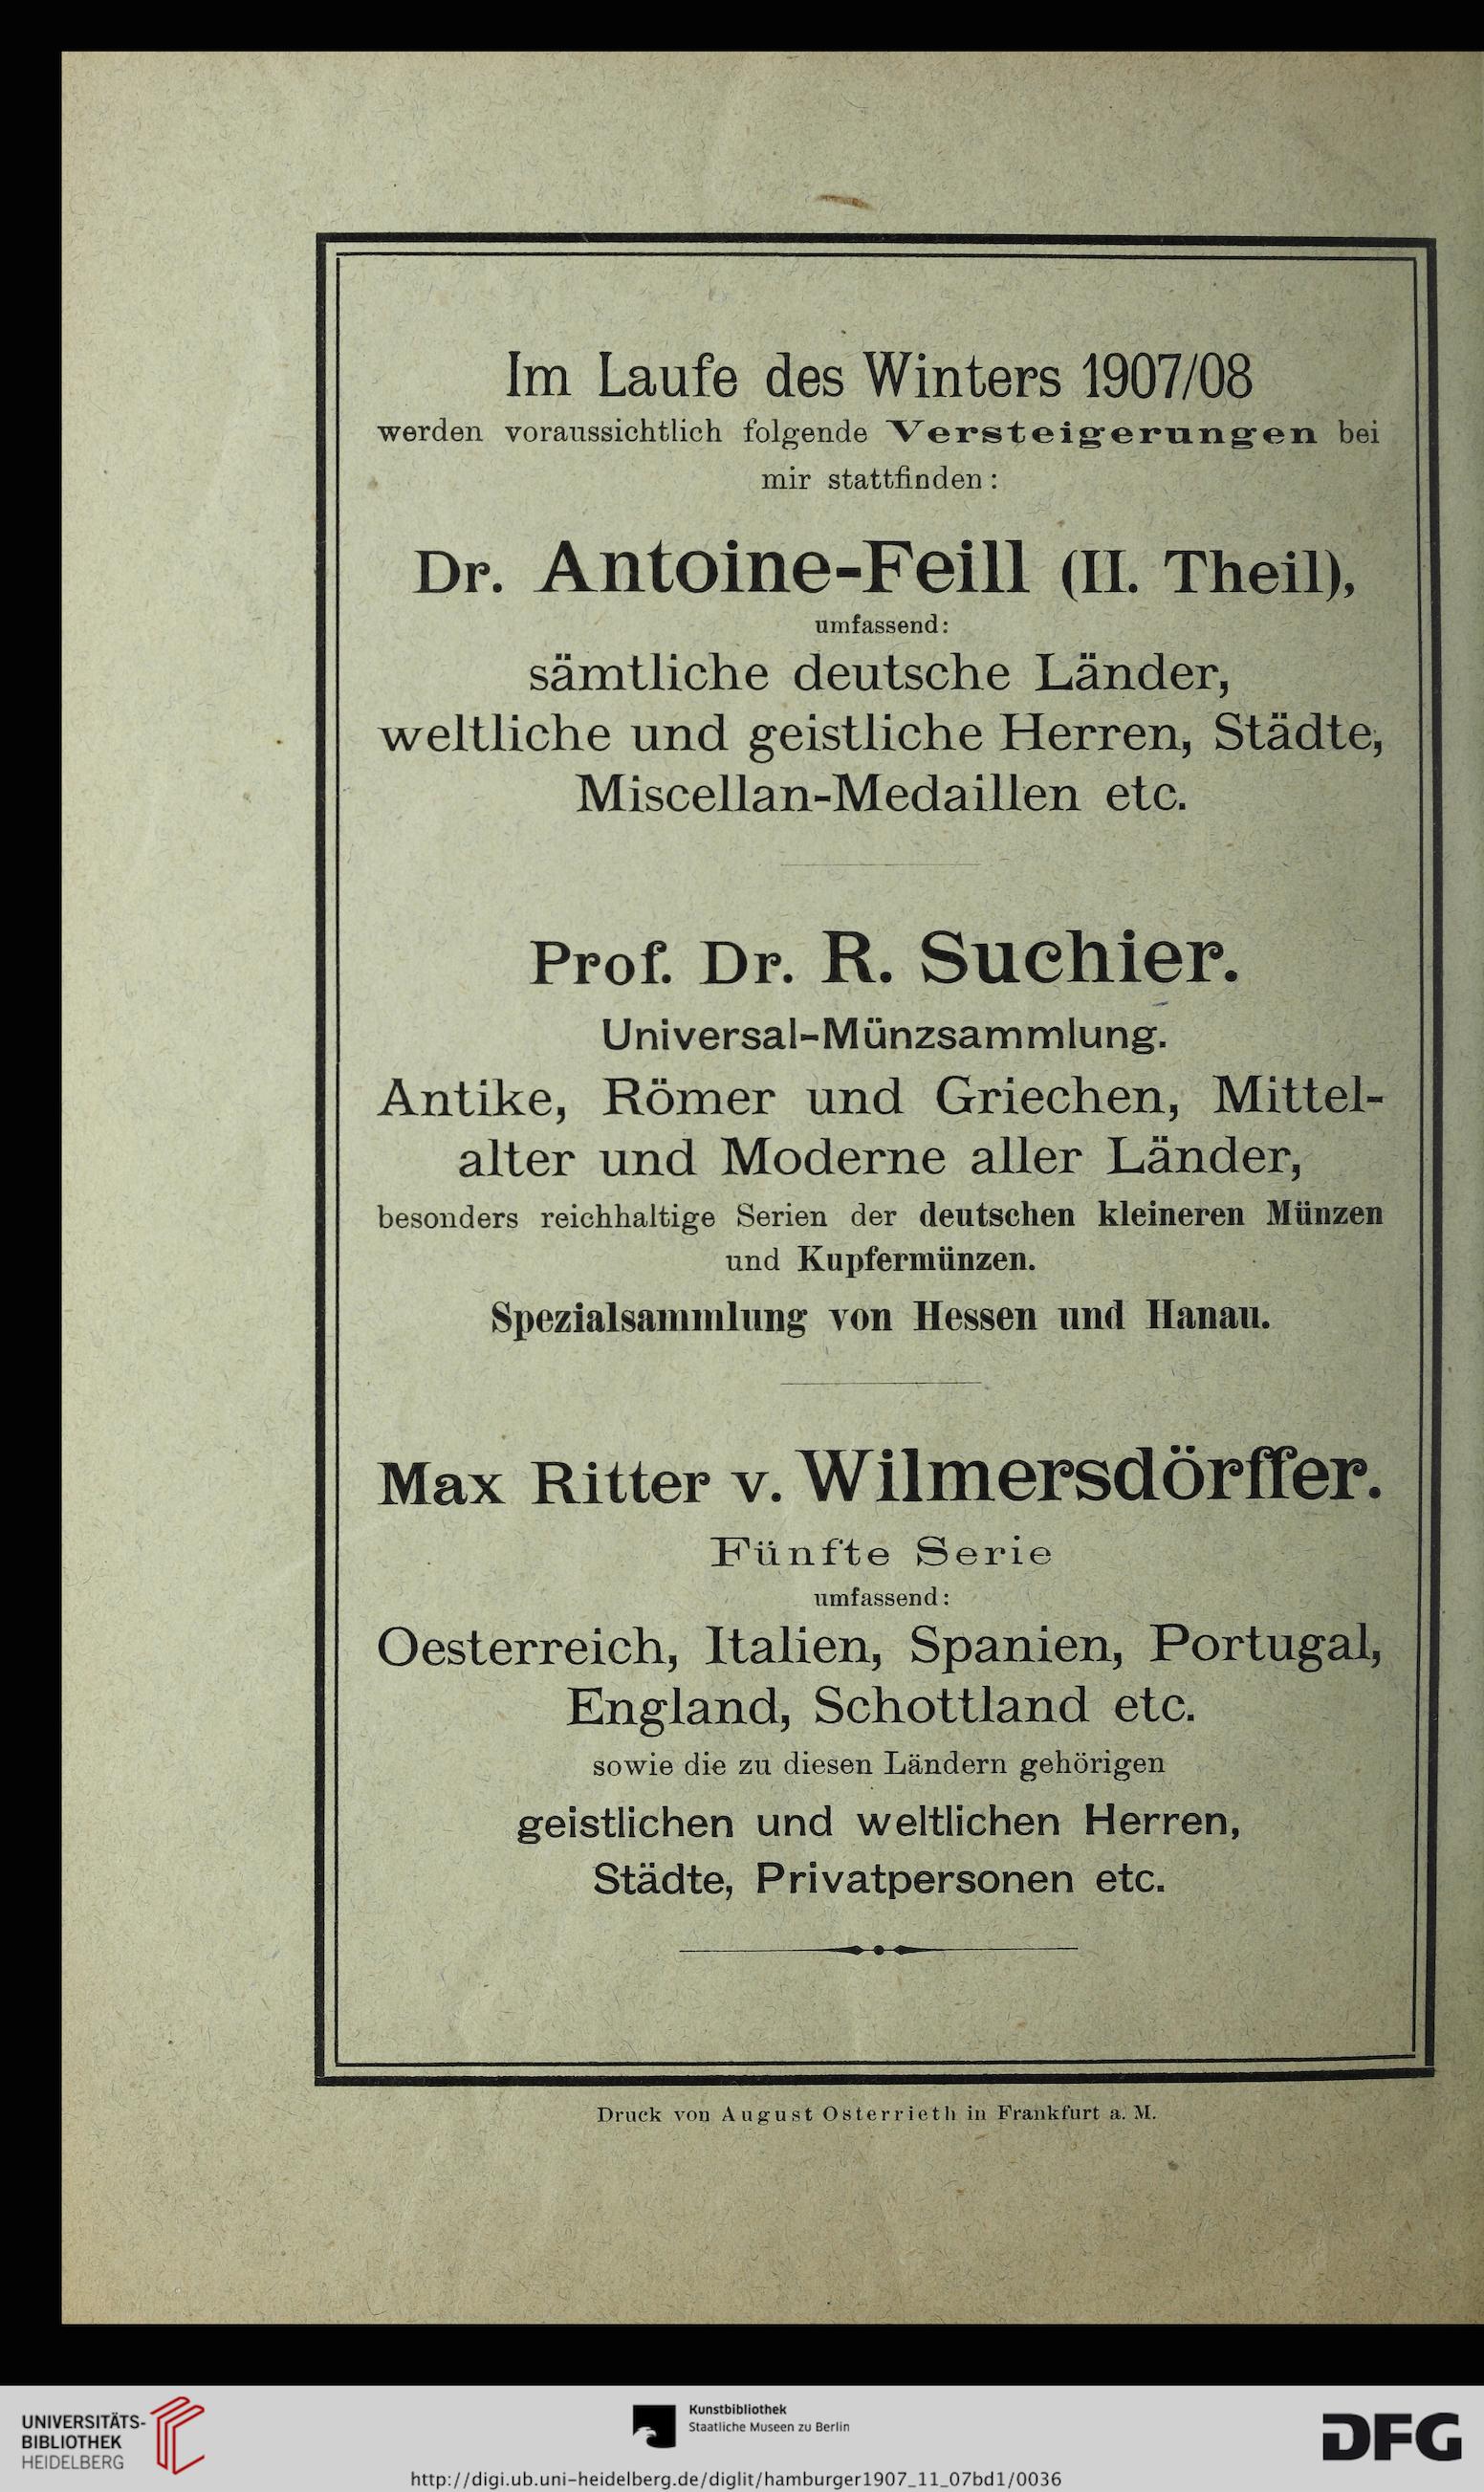 Im Laufe des Winters 1907/08
werden voraussichtlich folgende Versteigerungen bei
mir stattfinden:
Dr. Antoine-Feill (II. Theil),
umfassend:
sämtliche deutsche Länder,
weltliche und geistliche Herren, Städte,
Miscellan-Medaillen etc.
Prof. Dr. R. Suchier.
Universal-Münzsammlung.
Antike, Römer und Griechen, Mittel-
alter und Moderne aller Länder,
besonders reichhaltige Serien der deutschen kleineren Münzen
und Kupfermünzen.
Spezialsammlung von Hessen und Hanau.
Max Ritter v. Wilmersdörffer.
Fünfte Serie
umfassend:
Oesterreich, Italien, Spanien, Portugal,
England, Schottland etc.
sowie die zu diesen Ländern gehörigen
geistlichen und weltlichen Herren,
Städte, Privatpersonen etc.
Druck von August Osterrieth in Frankfurt a. M.
UNIVERSITÄTS-
BIBLIOTHEK
HEIDELBERG
Kunstbibliothek
Staatliche Museen zu Berlin
DFG
http://digi.ub.uni-heidelberg.de/diglit/hamburger1907_11_07bd1/0036